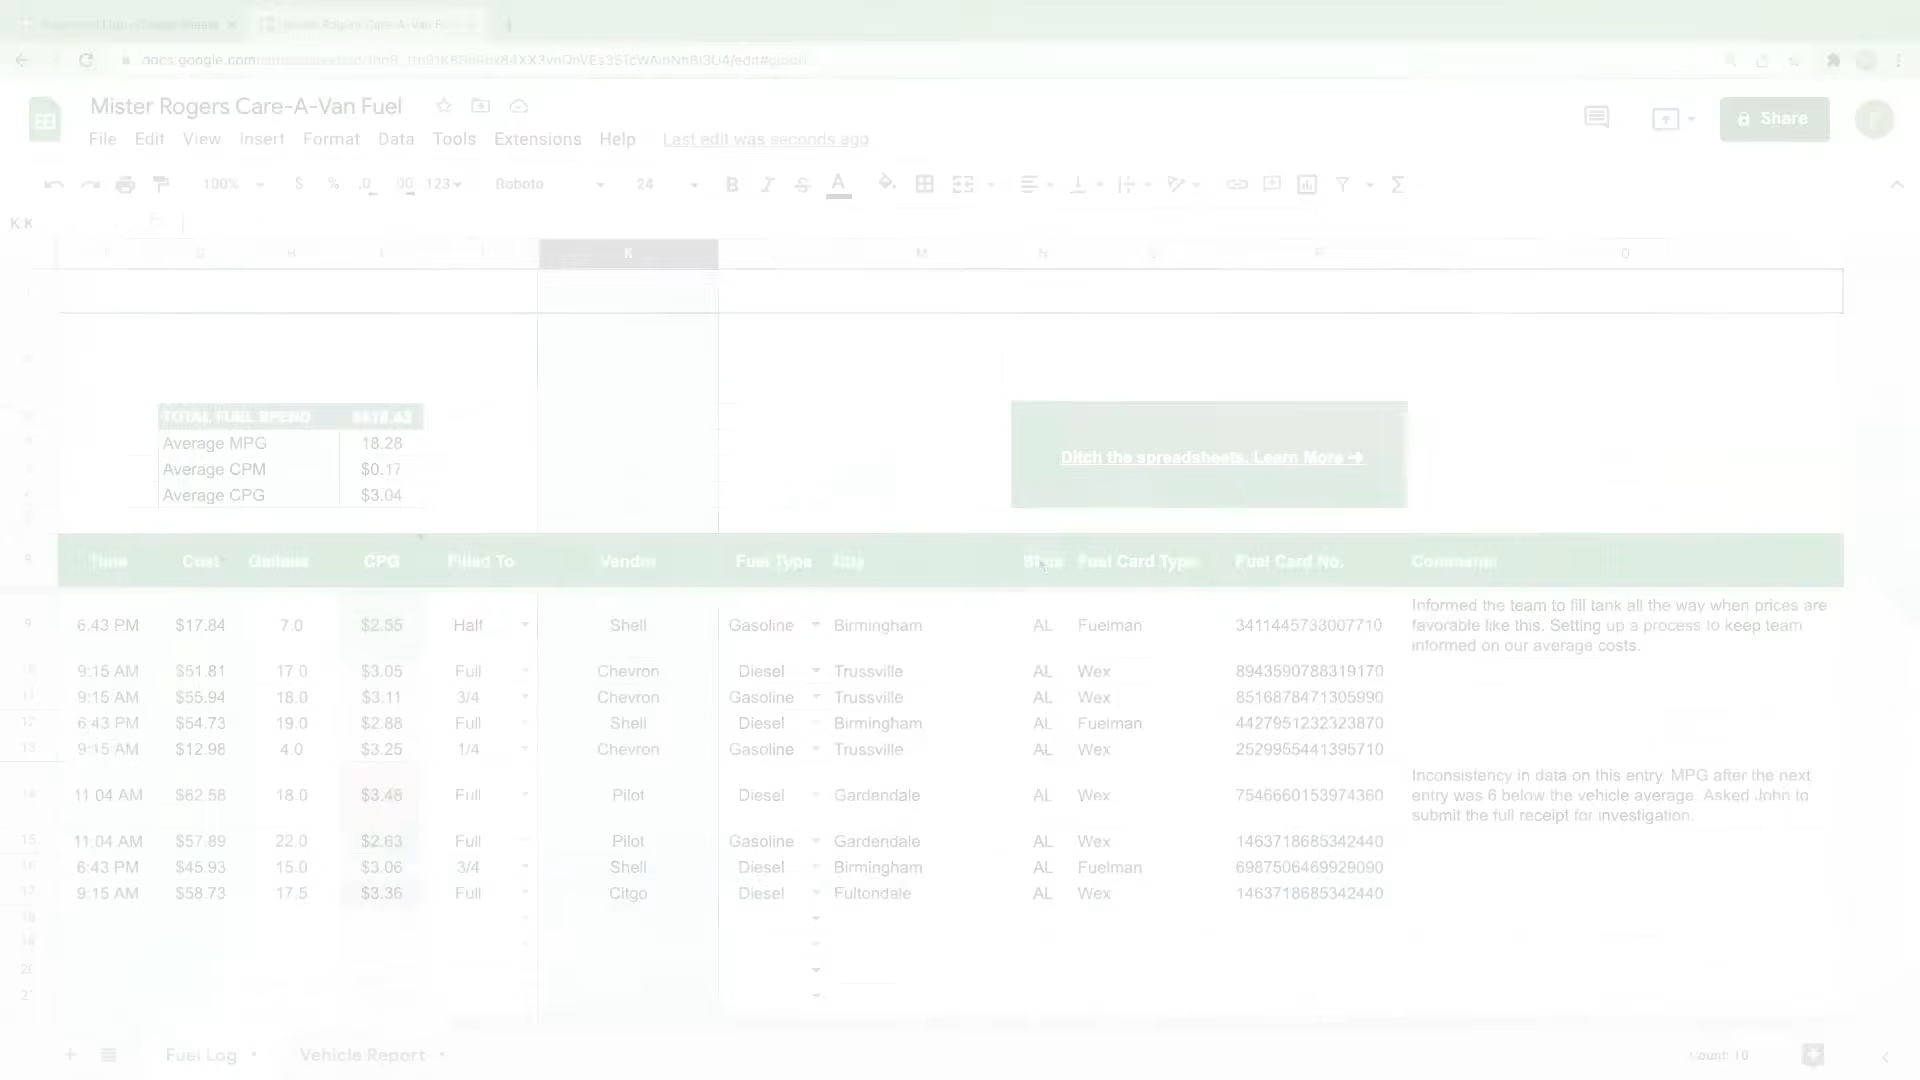 Mister Rogers Care-A-Van Fuel
File Edit View Insert Format Data Tools Extensions Help Last edit was seconds ago
Share
100% $ % .0 .00 123 Roboto 24 B I S A
K:K
K M N
TOTAL FUEL SPEND
Average MPG 18.28
Average CPM $0.17
Average CPG $3.04
Ditch the spreadsheets. Learn More →
Time Cost Gallons CPG Filled To Vendor Fuel Type City Fuel Card Type Fuel Card No. Comments
9 6:43 PM $17.84 7.0 $2.55 Half Shell Gasoline Birmingham AL Fuelman 3411445733007710
Informed the team to fill tank all the way when prices are
favorable like this. Setting up a process to keep team
informed on our average costs.
10 9:15 AM $51.81 17.0 $3.05 Full Chevron Diesel Trussville AL Wex 8943590788319170
11 9:15 AM $55.94 18.0 $3.11 3/4 Chevron Gasoline Trussville AL Wex 8516878471305990
12 6:43 PM $54.73 19.0 $2.88 Full Shell Diesel Birmingham AL Fuelman 4427951232323870
13 9:15 AM $12.98 4.0 $3.25 1/4 Chevron Gasoline Trussville AL Wex 2529955441395710
14 11:04 AM $62.58 18.0 $3.48 Full Pilot Diesel Gardendale AL Wex 7546660153974360
Inconsistency in data on this entry. MPG after the next
entry was 6 below the vehicle average. Asked John to
submit the full receipt for investigation.
15 11:04 AM $57.89 22.0 $2.63 Full Pilot Gasoline Gardendale AL Wex 1463718685342440
16 6:43 PM $45.93 15.0 $3.06 3/4 Shell Diesel Birmingham AL Fuelman 6987506469929090
17 9:15 AM $58.73 17.5 $3.36 Full Citgo Diesel Fultondale AL Wex 1463718685342440
18
Fuel Log Vehicle Report Count: 10